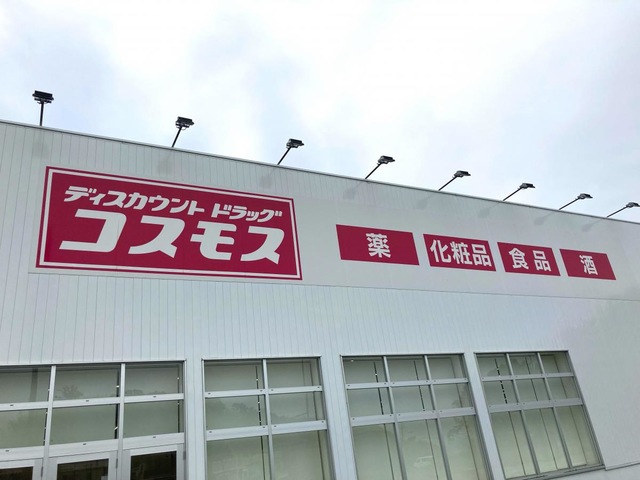 ディスカウント ドラッグ
コスモス
薬 化粧品 食品 酒